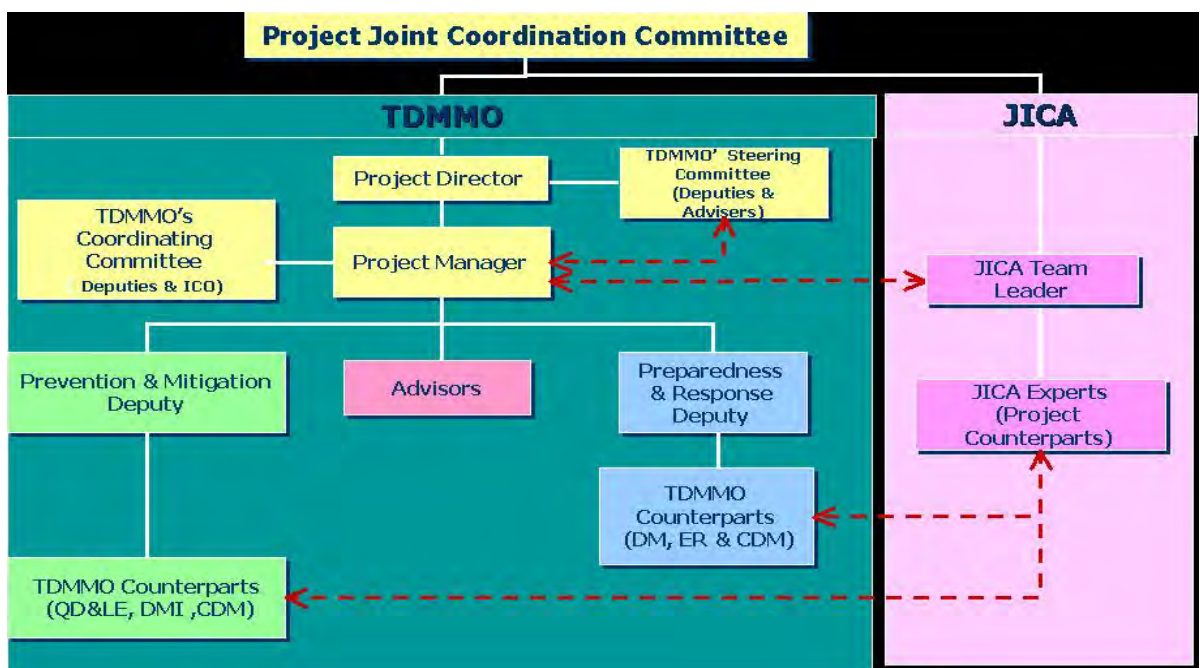 Project Joint Coordination Committee
TDMMO
JICA
Project Director
TDMMO' Steering
Committee
(Deputies &
Advisers)
TDMMO's
Coordinating
Committee
(Deputies & ICO)
Project Manager
JICA Team
Leader
Prevention & Mitigation
Deputy
Advisors
Preparedness
& Response
Deputy
JICA Experts
(Project
Counterparts)
TDMMO
Counterparts
(DM, ER & CDM)
TDMMO Counterparts
(QD&LE, DMI ,CDM)